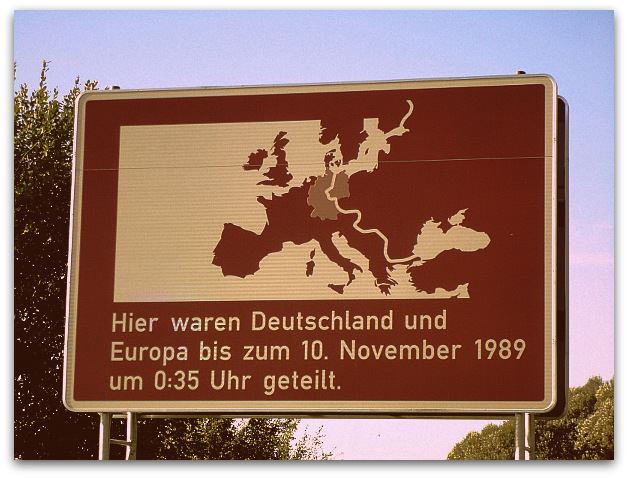 Hier waren Deutschland und
Europa bis zum 10. November 1989
um 0:35 Uhr geteilt.